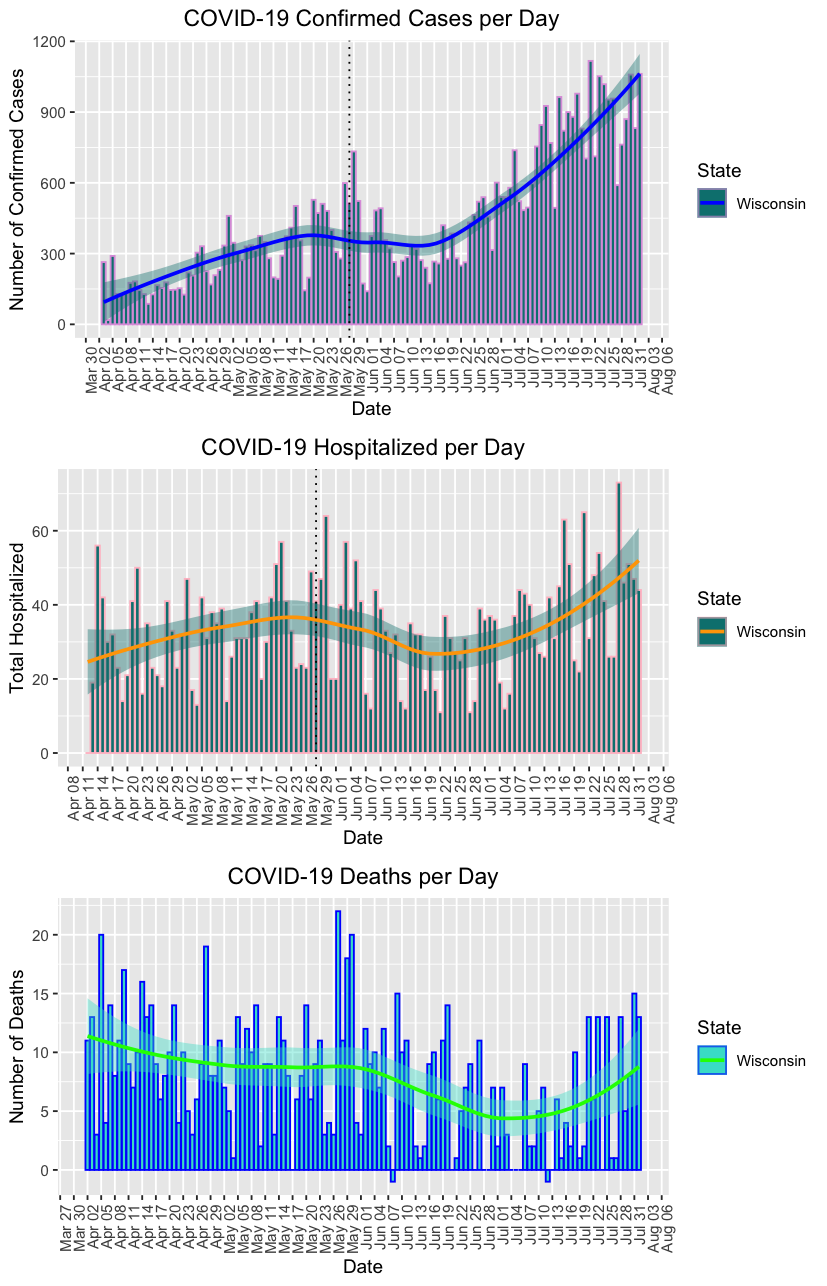 COVID-19 Confirmed Cases per Day
Number of Confirmed Cases
1200
900
600
300
0
Mar 30 Apr 02 Apr 05 Apr 08 Apr 11 Apr 14 Apr 17 Apr 20 Apr 23 Apr 26 Apr 29 May 02 May 05 May 08 May 11 May 14 May 17 May 20 May 23 May 26 May 29 Jun 01 Jun 04 Jun 07 Jun 10 Jun 13 Jun 16 Jun 19 Jun 22 Jun 25 Jun 28 Jul 01 Jul 04 Jul 07 Jul 10 Jul 13 Jul 16 Jul 19 Jul 22 Jul 25 Jul 28 Jul 31 Aug 03 Aug 06
Date
State
Wisconsin
COVID-19 Hospitalized per Day
Total Hospitalized
60
40
20
0
Apr 08 Apr 11 Apr 14 Apr 17 Apr 20 Apr 23 Apr 26 Apr 29 May 02 May 05 May 08 May 11 May 14 May 17 May 20 May 23 May 26 May 29 Jun 01 Jun 04 Jun 07 Jun 10 Jun 13 Jun 16 Jun 19 Jun 22 Jun 25 Jun 28 Jul 01 Jul 04 Jul 07 Jul 10 Jul 13 Jul 16 Jul 19 Jul 22 Jul 25 Jul 28 Jul 31 Aug 03 Aug 06
Date
State
Wisconsin
COVID-19 Deaths per Day
Number of Deaths
20
15
10
5
0
Mar 27 Mar 30 Apr 02 Apr 05 Apr 08 Apr 11 Apr 14 Apr 17 Apr 20 Apr 23 Apr 26 Apr 29 May 02 May 05 May 08 May 11 May 14 May 17 May 20 May 23 May 26 May 29 Jun 01 Jun 04 Jun 07 Jun 10 Jun 13 Jun 16 Jun 19 Jun 22 Jun 25 Jun 28 Jul 01 Jul 04 Jul 07 Jul 10 Jul 13 Jul 16 Jul 19 Jul 22 Jul 25 Jul 28 Jul 31 Aug 03 Aug 06
Date
State
Wisconsin